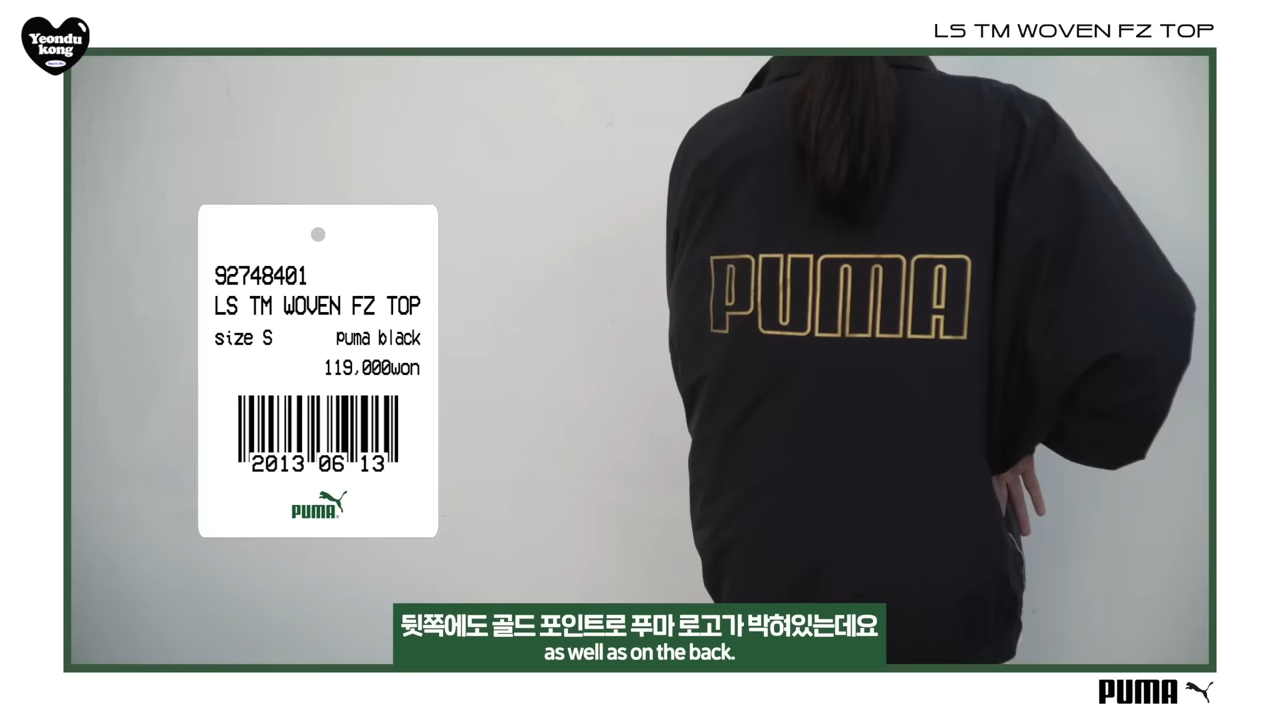 Yeondu
kong
LS TM WOVEN FZ TOP
92748401
LS TM WOVEN FZ TOP
size S puma black
119,000won
2013 06 13
PUMA
PUMA
뒷쪽에도 골드 포인트로 푸마 로고가 박혀있는데요
as well as on the back.
PUMA